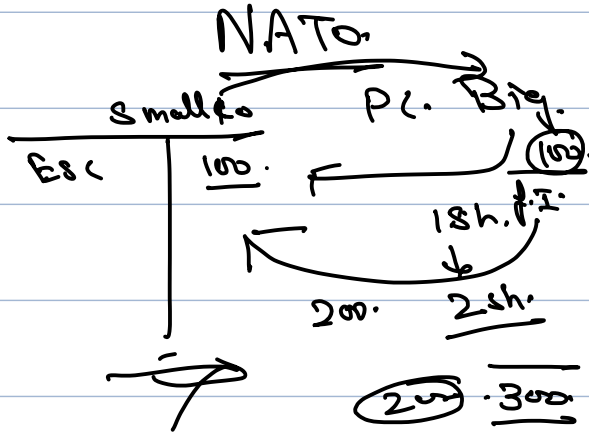 NATO.
Smallco PC. Big.
Esc 100. 100.
1sh. f.I.
200. 2sh.
200 .300.